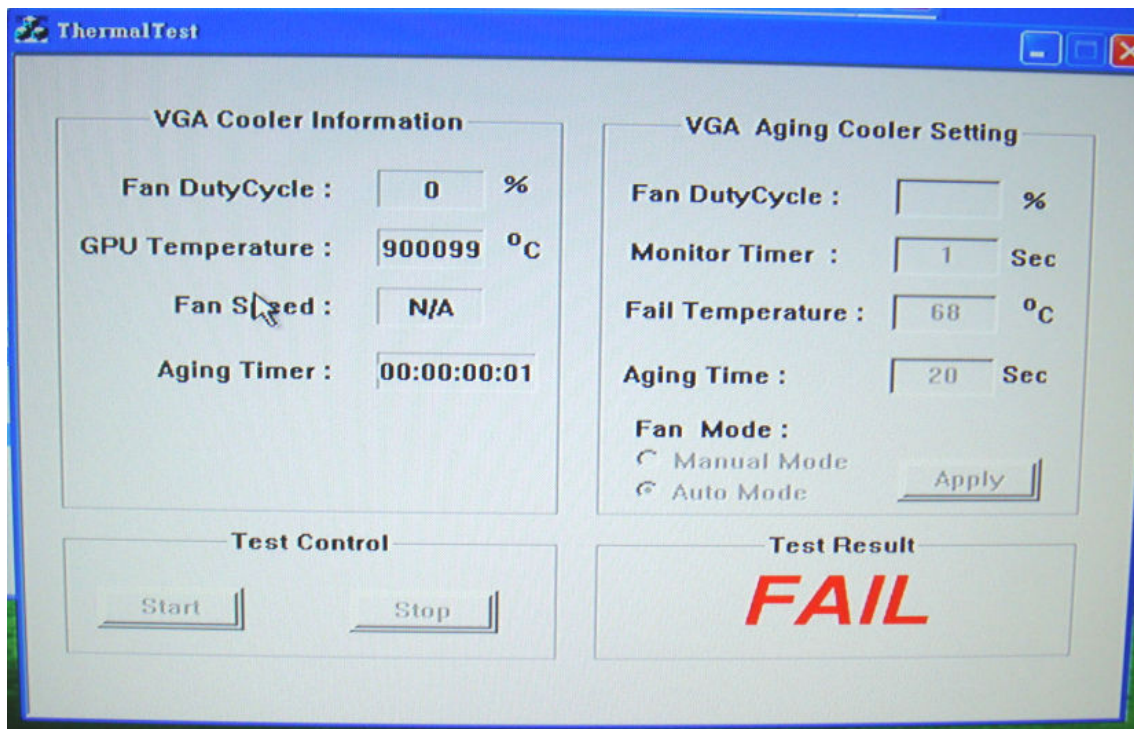 ThermalTest
VGA Cooler Information
Fan DutyCycle : 0 %
GPU Temperature : 900099 °C
Fan Speed : N/A
Aging Timer : 00:00:00:01
VGA Aging Cooler Setting
Fan DutyCycle : %
Monitor Timer : 1 Sec
Fail Temperature : 68 °C
Aging Time : 20 Sec
Fan Mode :
Manual Mode
Auto Mode
Apply
Test Control
Start
Stop
Test Result
FAIL